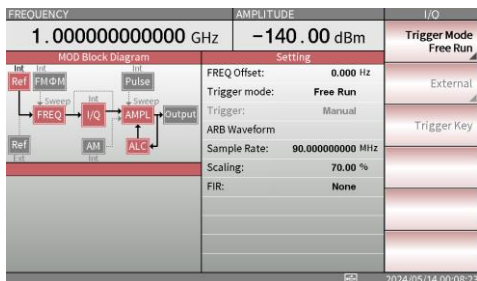 FREQUENCY AMPLITUDE I/Q
1.000000000000 GHz -140.00 dBm
Trigger Mode
Free Run
External
Trigger Key
MOD Block Diagram
Int Int Int
Ref FMΦM Pulse
Sweep Int Sweep
FREQ I/Q AMPL Output
Ref AM ALC
Ext Int
Setting
FREQ Offset: 0.000 Hz
Trigger mode: Free Run
Trigger: Manual
ARB Waveform
Sample Rate: 90.000000000 MHz
Scaling: 70.00 %
FIR: None
2024/05/14 00:08:23